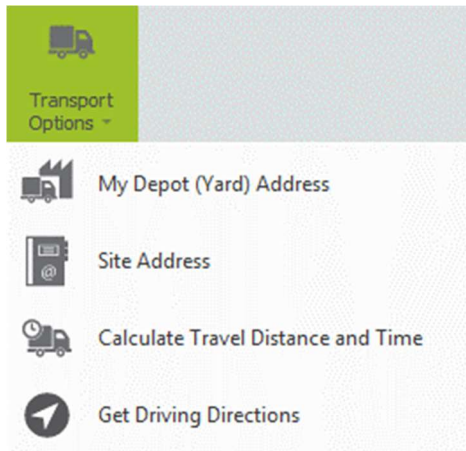 Transport
Options
My Depot (Yard) Address
@
Site Address
Calculate Travel Distance and Time
Get Driving Directions